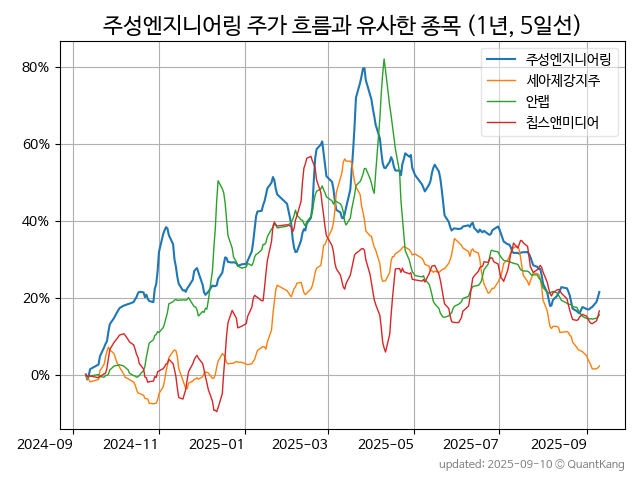 주성엔지니어링 주가 흐름과 유사한 종목 (1년, 5일선)
주성엔지니어링
세아제강지주
안랩
칩스앤미디어
80%
60%
40%
20%
0%
2024-09 2024-11 2025-01 2025-03 2025-05 2025-07 2025-09
updated: 2025-09-10 © QuantKang